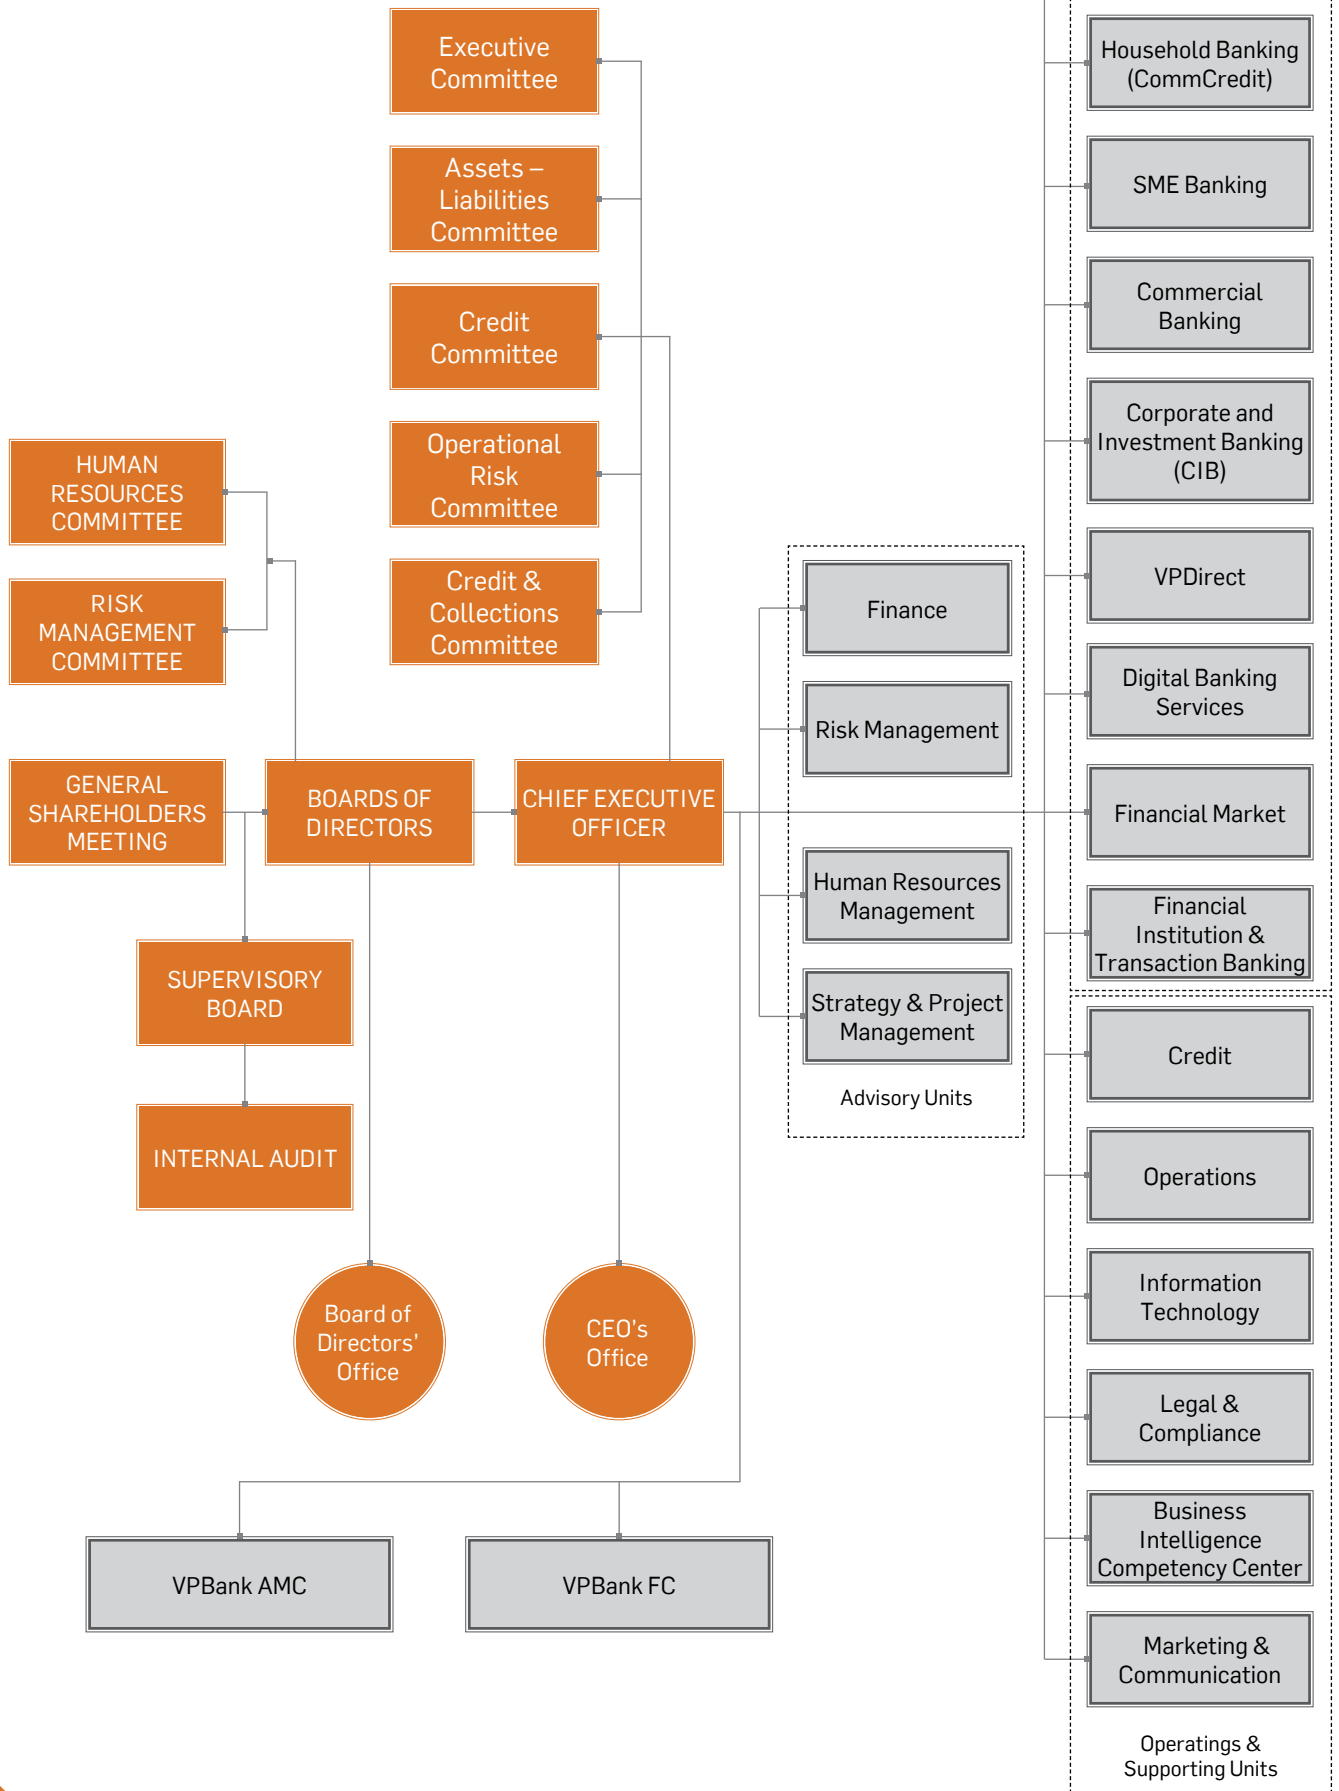 Executive
Committee
Assets –
Liabilities
Committee
Credit
Committee
Operational
Risk
Committee
Credit &
Collections
Committee
HUMAN
RESOURCES
COMMITTEE
RISK
MANAGEMENT
COMMITTEE
GENERAL
SHAREHOLDERS
MEETING
BOARDS OF
DIRECTORS
CHIEF EXECUTIVE
OFFICER
SUPERVISORY
BOARD
INTERNAL AUDIT
Board of
Directors'
Office
CEO's
Office
VPBank AMC
VPBank FC
Finance
Risk Management
Human Resources
Management
Strategy & Project
Management
Advisory Units
Household Banking
(CommCredit)
SME Banking
Commercial
Banking
Corporate and
Investment Banking
(CIB)
VPDirect
Digital Banking
Services
Financial Market
Financial
Institution &
Transaction Banking
Credit
Operations
Information
Technology
Legal &
Compliance
Business
Intelligence
Competency Center
Marketing &
Communication
Operatings &
Supporting Units